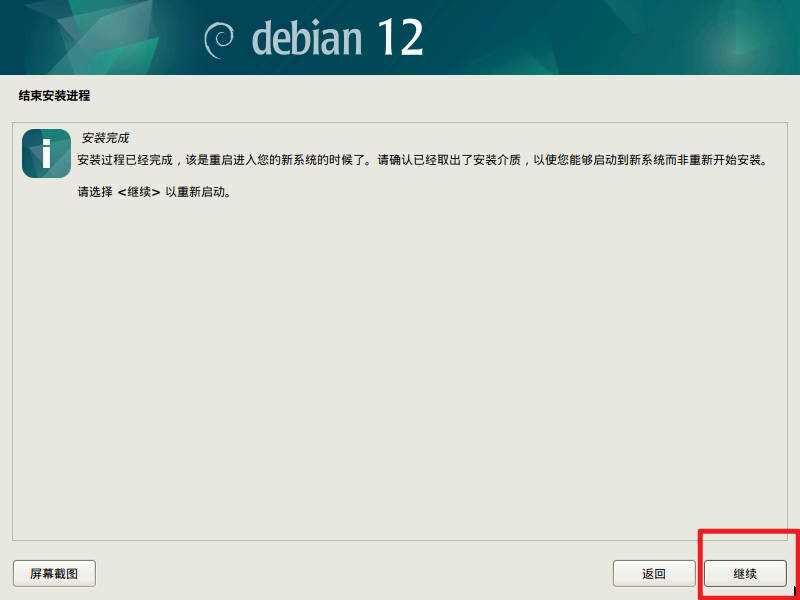 debian 12
结束安装进程
安装完成
安装过程已经完成，该是重启进入您的新系统的时候了。请确认已经取出了安装介质，以使您能够启动到新系统而非重新开始安装。
请选择 <继续> 以重新启动。
屏幕截图
返回
继续